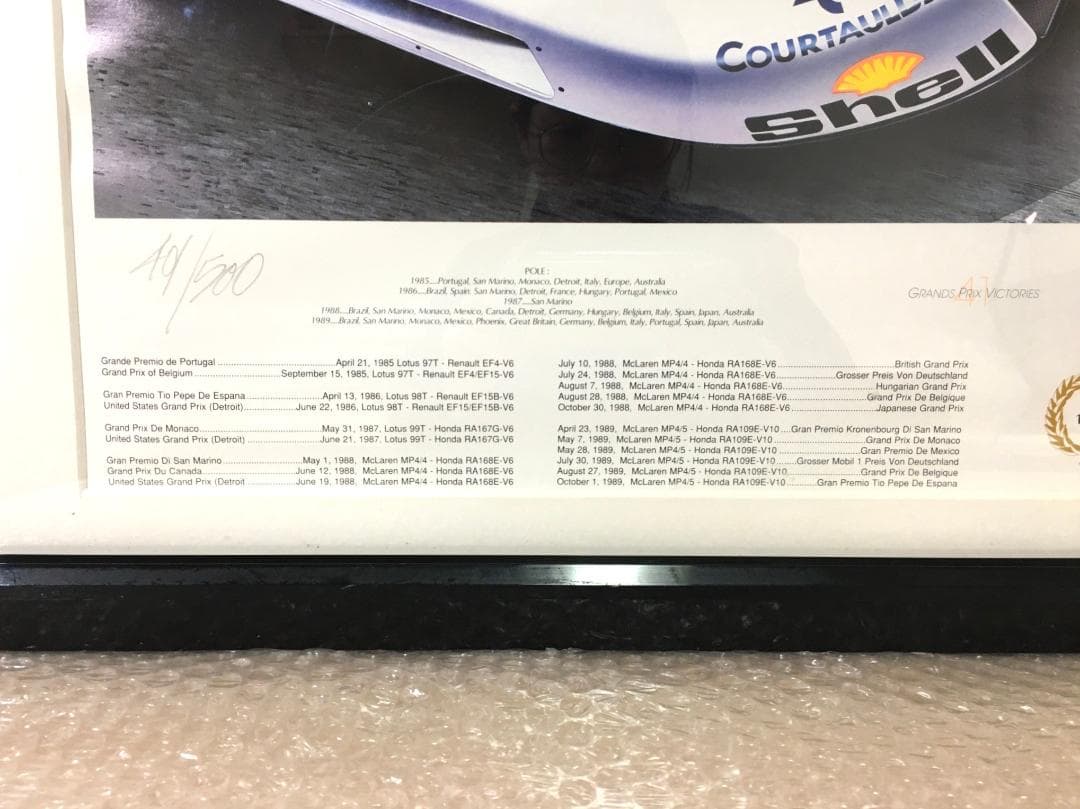 COURTAULD
Shell
/500
POLE:
1985....Portugal, San Marino, Monaco, Detroit, Italy, Europe, Australia
1986....Brazil, Spain. San Marino, Detroit, France, Hungary, Portugal, Mexico
1987....San Marino
1988....Brazil, San Marino, Monaco, Mexico, Canada, Detroit, Germany, Hungary, Belgium, Italy, Spain, Japan, Australia
1989....Brazil, San Marino, Monaco, Mexico, Phoenix, Great Britain, Germany, Belgium, Italy, Portugal, Spain, Japan, Australia
41
GRANDS PRIX VICTORIES
Grande Premio de Portugal ........ April 21, 1985 Lotus 97T - Renault EF4-V6
Grand Prix of Belgium ........ September 15, 1985, Lotus 97T - Renault EF4/EF15-V6
Gran Premio Tio Pepe De Espana ........ April 13, 1986, Lotus 98T - Renault EF15B-V6
United States Grand Prix (Detroit) ........ June 22, 1986, Lotus 98T - Renault EF15/EF15B-V6
Grand Prix De Monaco ........ May 31, 1987, Lotus 99T - Honda RA167G-V6
United States Grand Prix (Detroit) ........ June 21, 1987, Lotus 99T - Honda RA167G-V6
Gran Premio Di San Marino ........ May 1, 1988, McLaren MP4/4 - Honda RA168E-V6
Grand Prix Du Canada ........ June 12, 1988, McLaren MP4/4 - Honda RA168E-V6
United States Grand Prix (Detroit ........ June 19, 1988, McLaren MP4/4 - Honda RA168E-V6
July 10, 1988, McLaren MP4/4 - Honda RA168E-V6 ........ British Grand Prix
July 24, 1988, McLaren MP4/4 - Honda RA168E-V6 ........ Grosser Preis Von Deutschland
August 7, 1988, McLaren MP4/4 - Honda RA168E-V6 ........ Hungarian Grand Prix
August 28, 1988, McLaren MP4/4 - Honda RA168E-V6 ........ Grand Prix De Belgique
October 30, 1988, McLaren MP4/4 - Honda RA168E-V6 ........ Japanese Grand Prix
April 23, 1989, McLaren MP4/5 - Honda RA109E-V10 .... Gran Premio Kronenbourg Di San Marino
May 7, 1989, McLaren MP4/5 - Honda RA109E-V10 ........ Grand Prix De Monaco
May 28, 1989, McLaren MP4/5 - Honda RA109E-V10 ........ Gran Premio De Mexico
July 30, 1989, McLaren MP4/5 - Honda RA109E-V10 ........ Grosser Mobil 1 Preis Von Deutschland
August 27, 1989, McLaren MP4/5 - Honda RA109E-V10 ........ Grand Prix De Belgique
October 1, 1989, McLaren MP4/5 - Honda RA109E-V10 ........ Gran Premio Tio Pepe De Espana